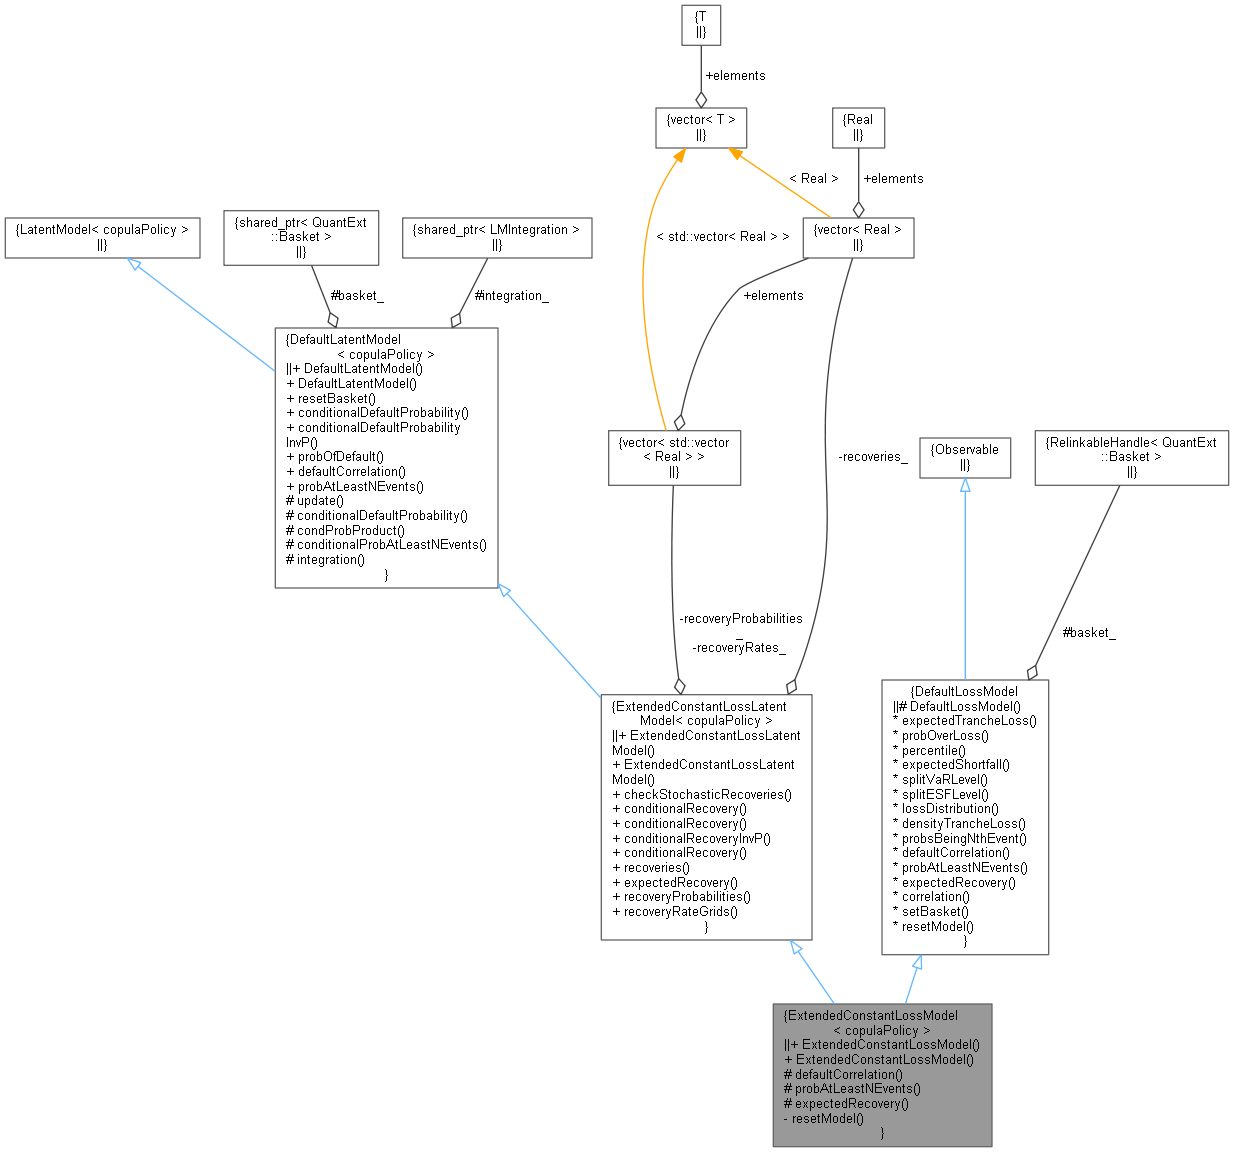 {T
||}
+elements
{vector< T >
||}
{Real
||}
< Real >
+elements
{LatentModel< copulaPolicy >
||}
{shared_ptr< QuantExt
::Basket >
||}
{shared_ptr< LMIntegration >
||}
< std::vector< Real > >
{vector< Real >
||}
#basket_
#integration_
+elements
{DefaultLatentModel
< copulaPolicy >
||+ DefaultLatentModel()
+ DefaultLatentModel()
+ resetBasket()
+ conditionalDefaultProbability()
+ conditionalDefaultProbability
InvP()
+ probOfDefault()
+ defaultCorrelation()
+ probAtLeastNEvents()
# update()
# conditionalDefaultProbability()
# condProbProduct()
# conditionalProbAtLeastNEvents()
# integration()
}
{vector< std::vector
< Real > >
||}
-recoveries_
{Observable
||}
{RelinkableHandle< QuantExt
::Basket >
||}
-recoveryProbabilities
_
-recoveryRates_
#basket_
{ExtendedConstantLossLatent
Model< copulaPolicy >
||+ ExtendedConstantLossLatent
Model()
+ ExtendedConstantLossLatent
Model()
+ checkStochasticRecoveries()
+ conditionalRecovery()
+ conditionalRecovery()
+ conditionalRecoveryInvP()
+ conditionalRecovery()
+ recoveries()
+ expectedRecovery()
+ recoveryProbabilities()
+ recoveryRateGrids()
}
{DefaultLossModel
||# DefaultLossModel()
* expectedTrancheLoss()
* probOverLoss()
* percentile()
* expectedShortfall()
* splitVaRLevel()
* splitESFLevel()
* lossDistribution()
* densityTrancheLoss()
* probsBeingNthEvent()
* defaultCorrelation()
* probAtLeastNEvents()
* expectedRecovery()
* correlation()
* setBasket()
* resetModel()
}
{ExtendedConstantLossModel
< copulaPolicy >
||+ ExtendedConstantLossModel()
+ ExtendedConstantLossModel()
# defaultCorrelation()
# probAtLeastNEvents()
# expectedRecovery()
- resetModel()
}